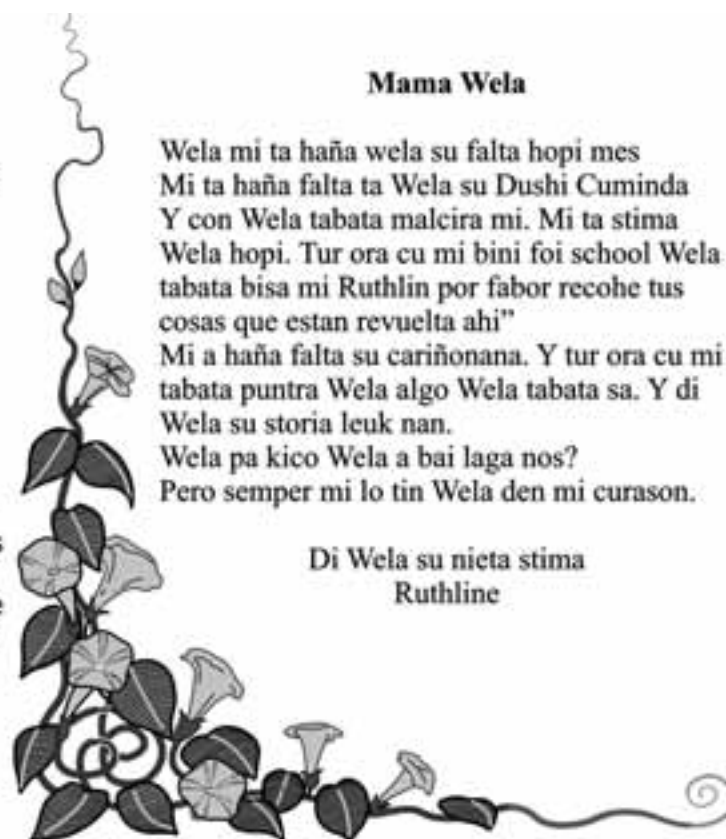 Mama Wela
Wela mi ta haña wela su falta hopi mes
Mi ta haña falta ta Wela su Dushi Cuminda
Y con Wela tabata malcira mi. Mi ta stima
Wela hopi. Tur ora cu mi bini foi school Wela
tabata bisa mi Ruthlin por fabor recohe tus
cosas que estan revuelta ahi”
Mi a haña falta su cariñonana. Y tur ora cu mi
tabata puntra Wela algo Wela tabata sa. Y di
Wela su storia leuk nan.
Wela pa kico Wela a bai laga nos?
Pero semper mi lo tin Wela den mi curason.
Di Wela su nieta stima
Ruthline